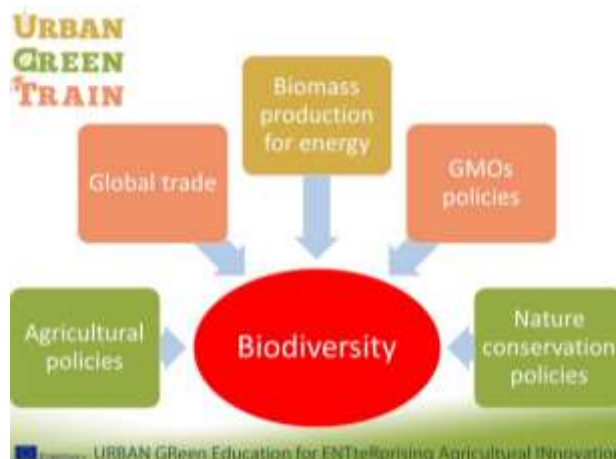 URBAN
GREEN
TRAIN
Biomass
production
for energy
Global trade
GMOs
policies
Agricultural
policies
Biodiversity
Nature
conservation
policies
URBAN GReen Education for ENTteRprising Agricultural INnovation